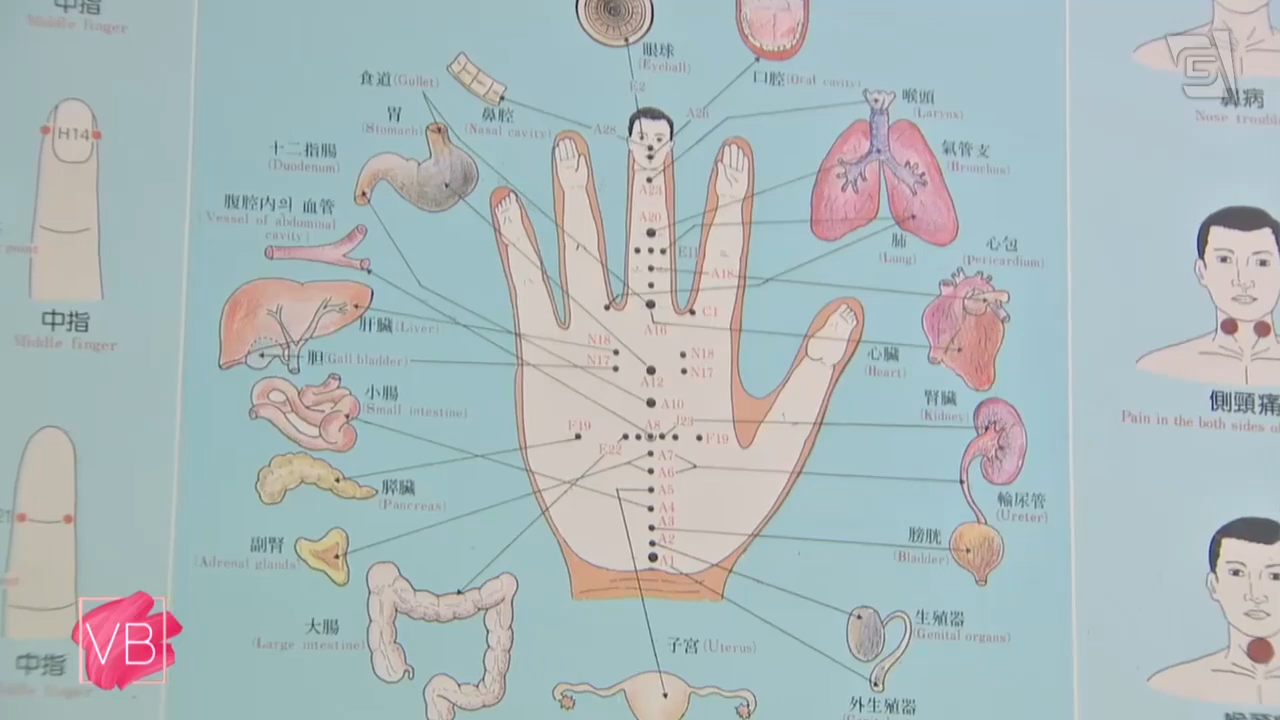 中指
Middle finger
H14
中指
Middle finger
中指
眼球
(Eyeball)
E2
口腔(Oval cavity)
食道(Gullet)
鼻腔
(Nasal cavity)
A28
A26
喉頭
(Larynx)
胃
(Stomach)
十二指腸
(Duodenum)
氣管支
(Bronchus)
A23
A20
腹腔內의 血管
(Vessel of abdominal
cavity)
E11
肺
(Lung)
心包
(Pericardium)
A18
C1
A16
肝臟(Liver)
N18
N17
N18
N17
胆(Gall bladder)
心臟
(Heart)
A12
小腸
(Small intestine)
A10
腎臟
(Kidney)
F19
A8
J23
F19
E22
A7
A6
膵臟
(Pancreas)
A5
A4
A3
A2
A1
輸尿管
(Ureter)
副腎
(Adrenal glands)
膀胱
(Bladder)
大腸
(Large intestine)
子宮(Uterus)
生殖器
(Genital organs)
外生殖器
鼻病
Nose troubl
側頸痛
Pain in the both sides o
VB